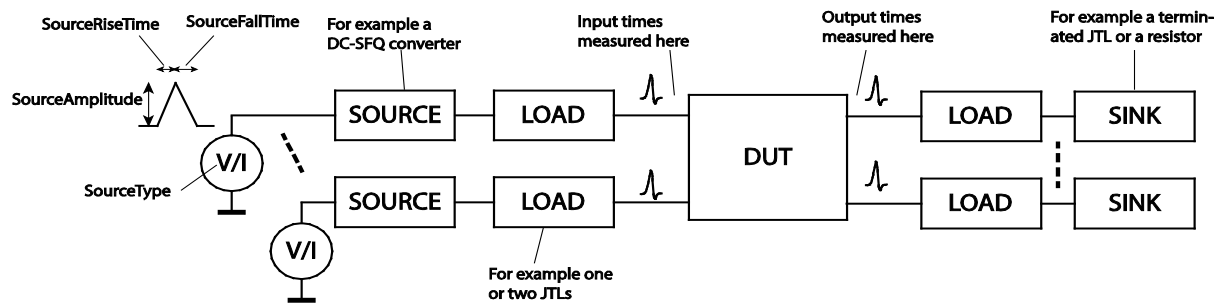 SourceRiseTime
SourceFallTime
For example a
DC-SFQ converter
Input times
measured here
Output times
measured here
For example a termin-
ated JTL or a resistor
SourceAmplitude
SOURCE
LOAD
DUT
LOAD
SINK
V/I
SourceType
SOURCE
LOAD
LOAD
SINK
V/I
For example one
or two JTLs